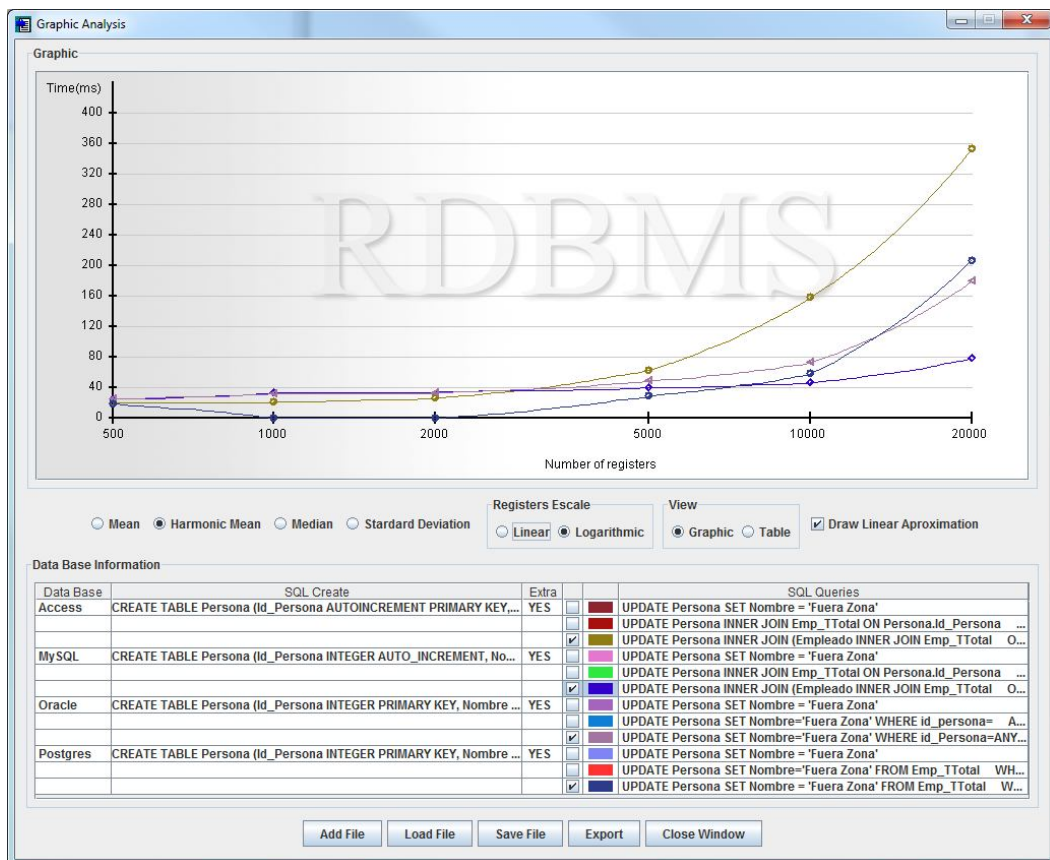 Graphic Analysis
Graphic
Time(ms)
400
360
320
280
240
200
160
120
80
40
0
500 1000 2000 5000 10000 20000
Number of registers
RDBMS
Mean Harmonic Mean Median Stardard Deviation
Registers Escale
Linear Logarithmic
View
Graphic Table
Draw Linear Aproximation
Data Base Information
Data Base SQL Create Extra SQL Queries
Access CREATE TABLE Persona (Id_Persona AUTOINCREMENT PRIMARY KEY,... YES UPDATE Persona SET Nombre = 'Fuera Zona'
UPDATE Persona INNER JOIN Emp_TTotal ON Persona.Id_Persona ...
UPDATE Persona INNER JOIN (Empleado INNER JOIN Emp_TTotal O...
MySQL CREATE TABLE Persona (Id_Persona INTEGER AUTO_INCREMENT, No... YES UPDATE Persona SET Nombre = 'Fuera Zona'
UPDATE Persona INNER JOIN Emp_TTotal ON Persona.Id_Persona ...
UPDATE Persona INNER JOIN (Empleado INNER JOIN Emp_TTotal O...
Oracle CREATE TABLE Persona (Id_Persona INTEGER PRIMARY KEY, Nombre ... YES UPDATE Persona SET Nombre = 'Fuera Zona'
UPDATE Persona SET Nombre='Fuera Zona' WHERE id_persona= A...
UPDATE Persona SET Nombre='Fuera Zona' WHERE id_Persona=ANY...
Postgres CREATE TABLE Persona (Id_Persona INTEGER PRIMARY KEY, Nombre ... YES UPDATE Persona SET Nombre = 'Fuera Zona'
UPDATE Persona SET Nombre='Fuera Zona' FROM Emp_TTotal WH...
UPDATE Persona SET Nombre = 'Fuera Zona' FROM Emp_TTotal W...
Add File Load File Save File Export Close Window